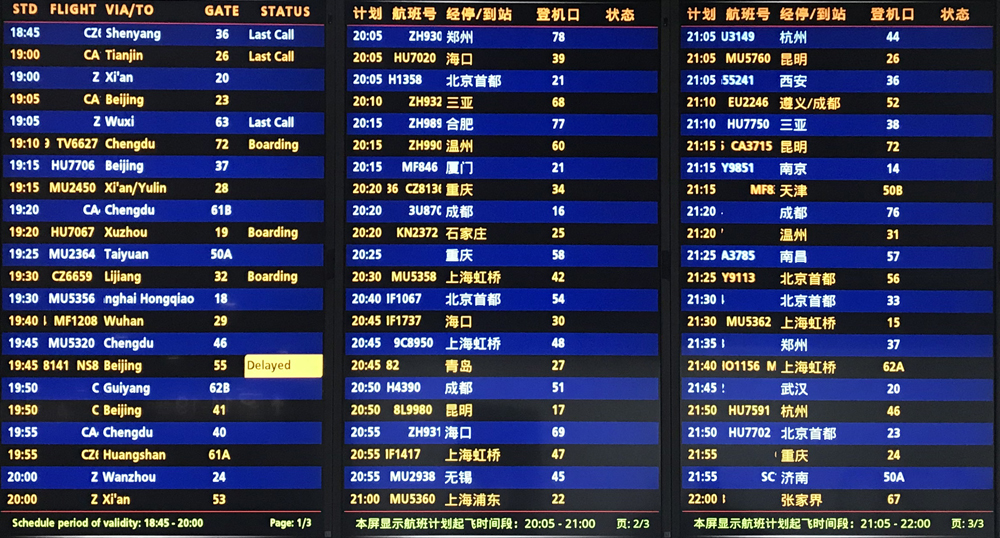 STD FLIGHT VIA/TO GATE STATUS
18:45 Shenyang 36 Last Call
19:00 CA Tianjin 26 Last Call
19:00 Z Xi'an 20
19:05 CA Beijing 23
19:05 Z Wuxi 63 Last Call
19:10 9 TV6627 Chengdu 72 Boarding
19:15 HU7706 Beijing 37
19:15 MU2450 Xi'an/Yulin 28
19:20 CA Chengdu 61B
19:20 HU7067 Xuzhou 19 Boarding
19:25 MU2364 Taiyuan 50A
19:30 CZ6659 Lijiang 32 Boarding
19:30 MU5356 nghai Hongqiao 18
19:40 MF1208 Wuhan 29
19:45 MU5320 Chengdu 46
19:45 8141 NS8 Beijing 55 Delayed
19:50 C Guiyang 62B
19:50 C Beijing 41
19:55 CA Chengdu 40
19:55 Huangshan 61A
20:00 Z Wanzhou 24
20:00 Z Xi'an 53
Schedule period of validity: 18:45 - 20:00 Page: 1/3
计划 航班号 经停/到站 登机口 状态
20:05 ZH930 郑州 78
20:05 HU7020 海口 39
20:05 H1358 北京首都 21
20:10 ZH932 三亚 68
20:15 ZH989 合肥 77
20:15 ZH990 温州 60
20:15 MF846 厦门 21
20:20 36 CZ8136 重庆 34
20:20 3U870 成都 16
20:20 KN2372 石家庄 25
20:25 重庆 58
20:30 MU5358 上海虹桥 42
20:40 IF1067 北京首都 54
20:45 IF1737 海口 30
20:45 9C8950 上海虹桥 48
20:45 82 青岛 27
20:50 H4390 成都 51
20:50 8L9980 昆明 17
20:55 ZH931 海口 69
20:55 IF1417 上海虹桥 47
20:55 MU2938 无锡 45
21:00 MU5360 上海浦东 22
本屏显示航班计划起飞时间段： 20:05 - 21:00 页: 2/3
计划 航班号 经停/到站 登机口 状态
21:05 U3149 杭州 44
21:05 MU5760 昆明 26
21:05 55241 西安 36
21:10 EU2246 遵义/成都 52
21:10 HU7750 三亚 38
21:15 CA3715 昆明 72
21:15 Y9851 南京 14
21:15 MF8 天津 50B
21:20 成都 76
21:20 温州 31
21:25 A3785 南昌 57
21:25 Y9113 北京首都 56
21:30 北京首都 33
21:30 MU5362 上海虹桥 15
21:35 郑州 37
21:40 IO1156 M 上海虹桥 62A
21:45 武汉 20
21:50 HU7591 杭州 46
21:50 HU7702 北京首都 23
21:55 重庆 24
21:55 SC 济南 50A
22:00 张家界 67
本屏显示航班计划起飞时间段： 21:05 - 22:00 页: 3/3